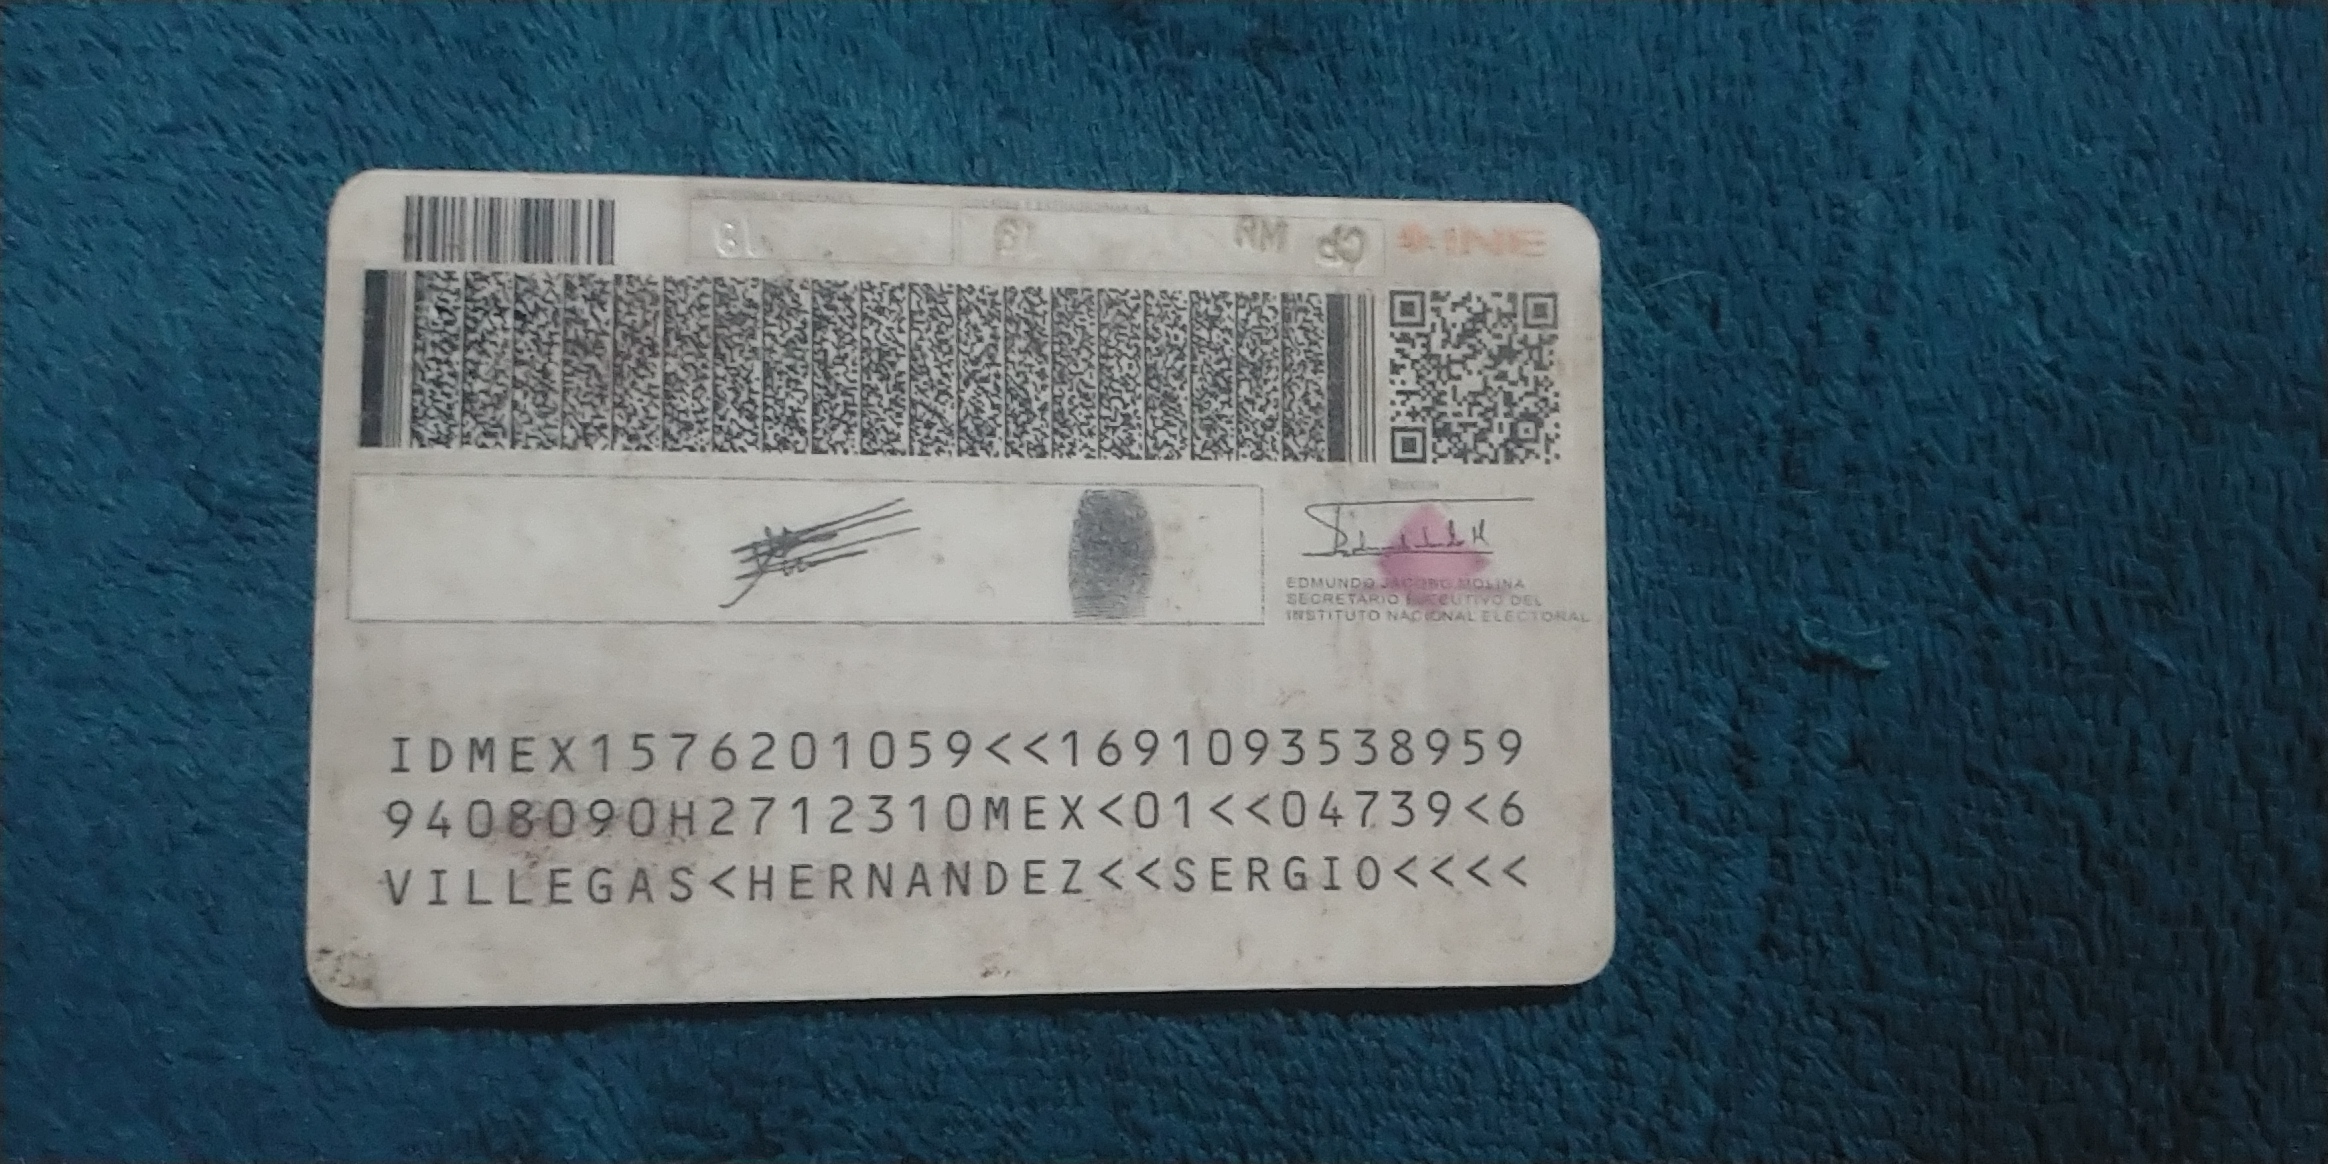 INE
EDMUNDO JACOBO MOLINA
SECRETARIO EJECUTIVO DEL
INSTITUTO NACIONAL ELECTORAL
IDMEX1576201059<<1691093538959
9408090H2712310MEX<01<<04739<6
VILLEGAS<HERNANDEZ<<SERGIO<<<<